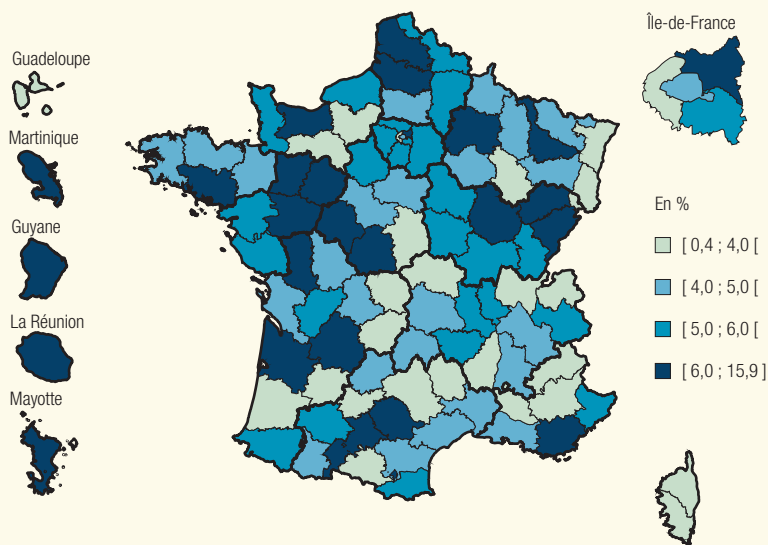 Île-de-France
Guadeloupe
Martinique
Guyane
La Réunion
Mayotte
En %
[ 0,4 ; 4,0 [
[ 4,0 ; 5,0 [
[ 5,0 ; 6,0 [
[ 6,0 ; 15,9 ]